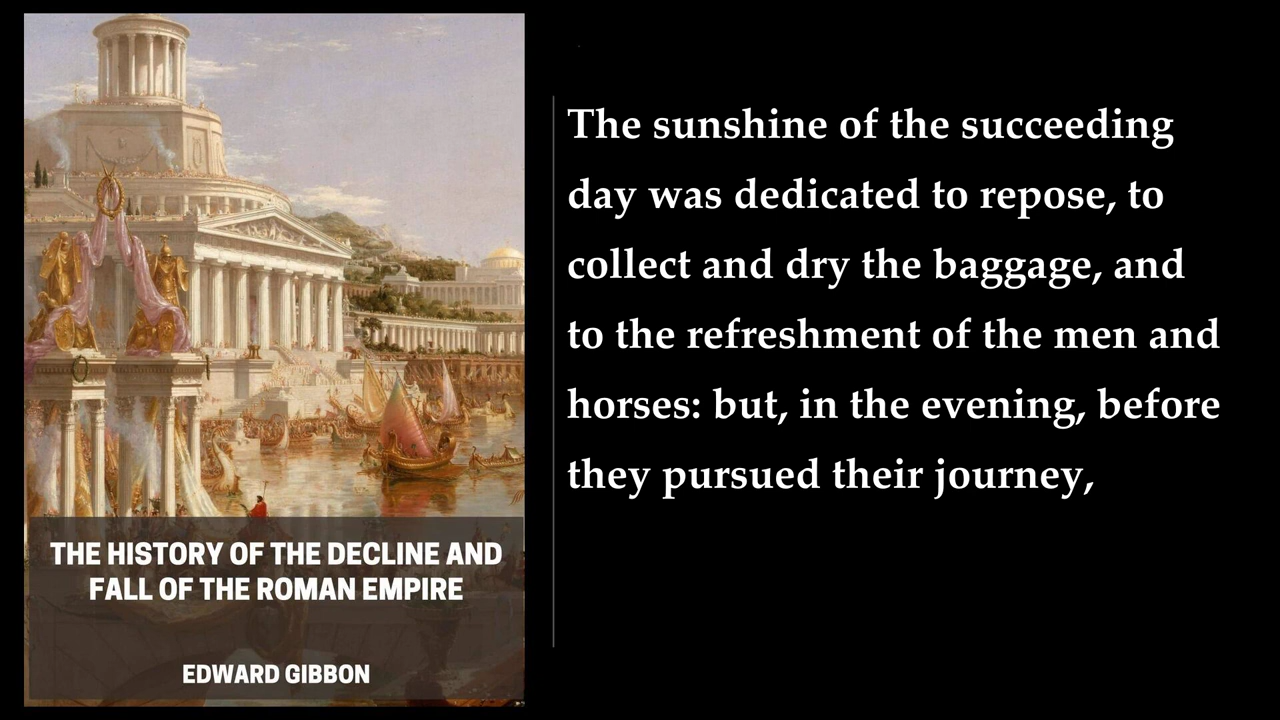 THE HISTORY OF THE DECLINE AND
FALL OF THE ROMAN EMPIRE
EDWARD GIBBON
The sunshine of the succeeding
day was dedicated to repose, to
collect and dry the baggage, and
to the refreshment of the men and
horses: but, in the evening, before
they pursued their journey,